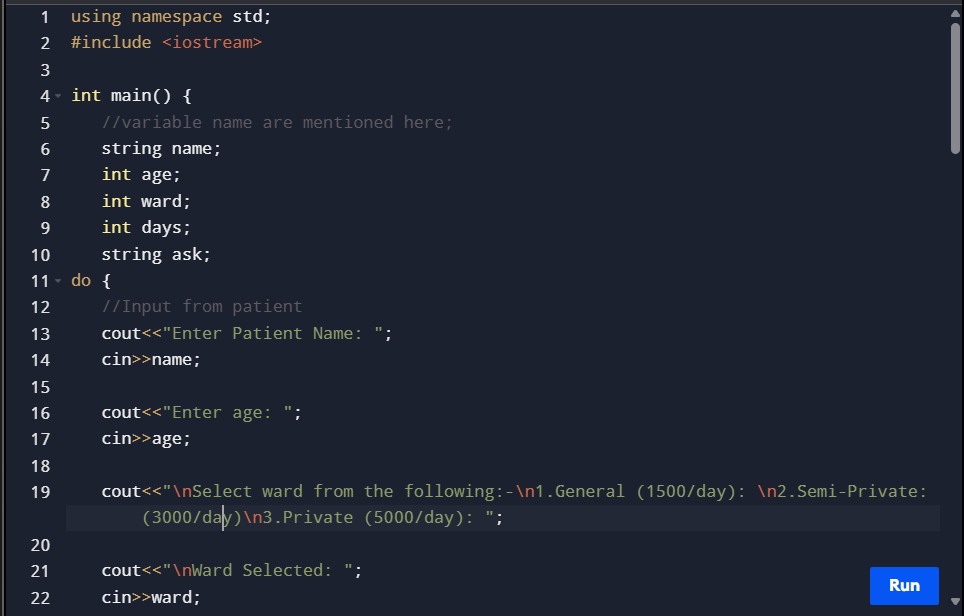 1 using namespace std;
2 #include <iostream>
3
4 int main() {
5 //variable name are mentioned here;
6 string name;
7 int age;
8 int ward;
9 int days;
10 string ask;
11 do {
12 //Input from patient
13 cout<<"Enter Patient Name: ";
14 cin>>name;
15
16 cout<<"Enter age: ";
17 cin>>age;
18
19 cout<<"\nSelect ward from the following:-\n1.General (1500/day): \n2.Semi-Private:
(3000/day)\n3.Private (5000/day): ";
20
21 cout<<"\nWard Selected: ";
22 cin>>ward;
Run